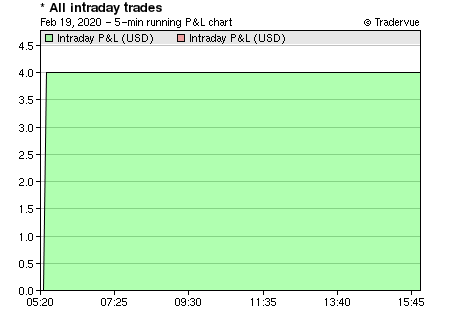 * All intraday trades
Feb 19, 2020 – 5–min running P&L chart
© Tradervue
Intraday P&L (USD) Intraday P&L (USD)
4.5
4.0
3.5
3.0
2.5
2.0
1.5
1.0
0.5
0.0
05:20 07:25 09:30 11:35 13:40 15:45